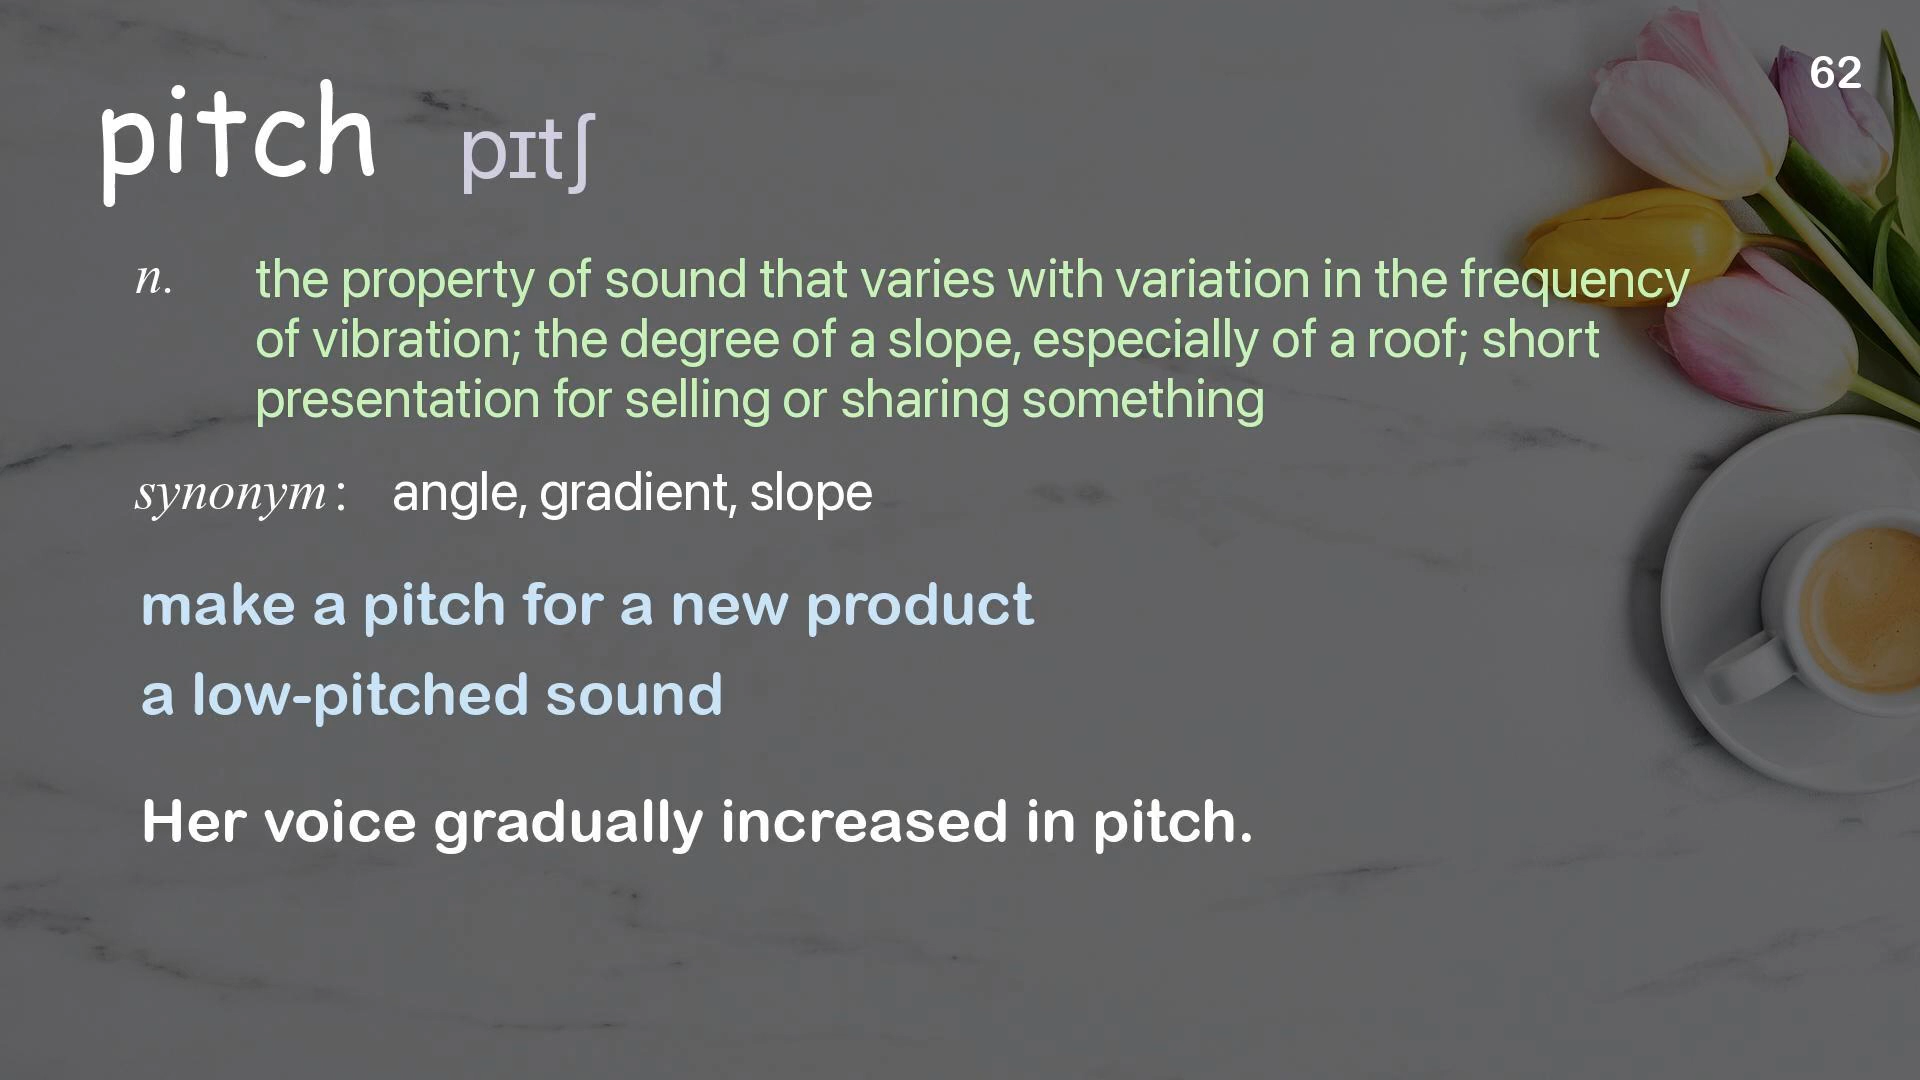 62
pitch pɪtʃ
n. the property of sound that varies with variation in the frequency
of vibration; the degree of a slope, especially of a roof; short
presentation for selling or sharing something
synonym: angle, gradient, slope
make a pitch for a new product
a low-pitched sound
Her voice gradually increased in pitch.